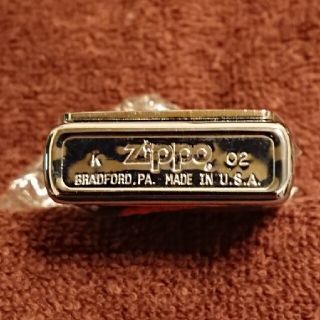 K Zippo 02
BRADFORD, PA. MADE IN U.S.A.